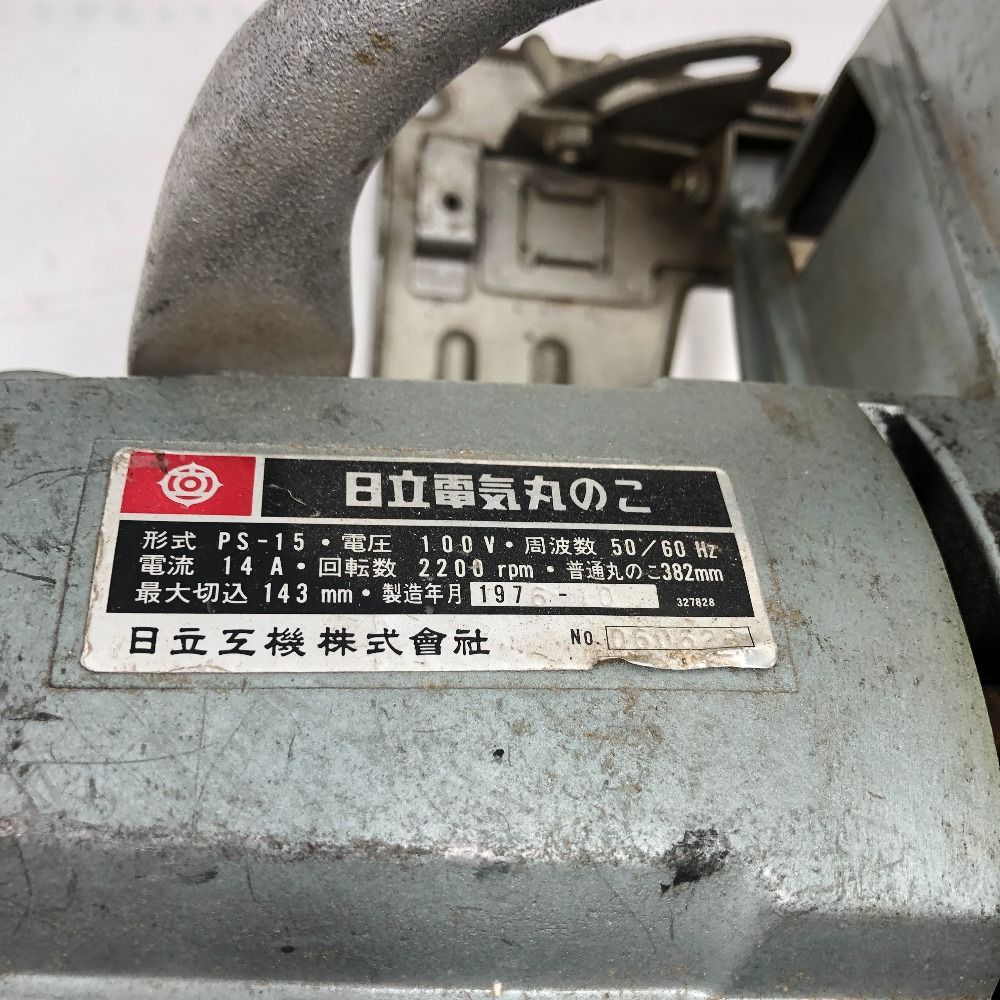 日立電気丸のこ
形式 PS-15・電圧 100V・周波数 50/60 Hz
電流 14A・回転数 2200 rpm・普通丸のこ382mm
最大切込 143 mm・製造年月 1976-10
327828
日立工機株式會社 No.